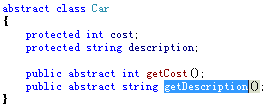 abstract class Car
{
protected int cost;
protected string description;
public abstract int getCost();
public abstract string getDescription();
}